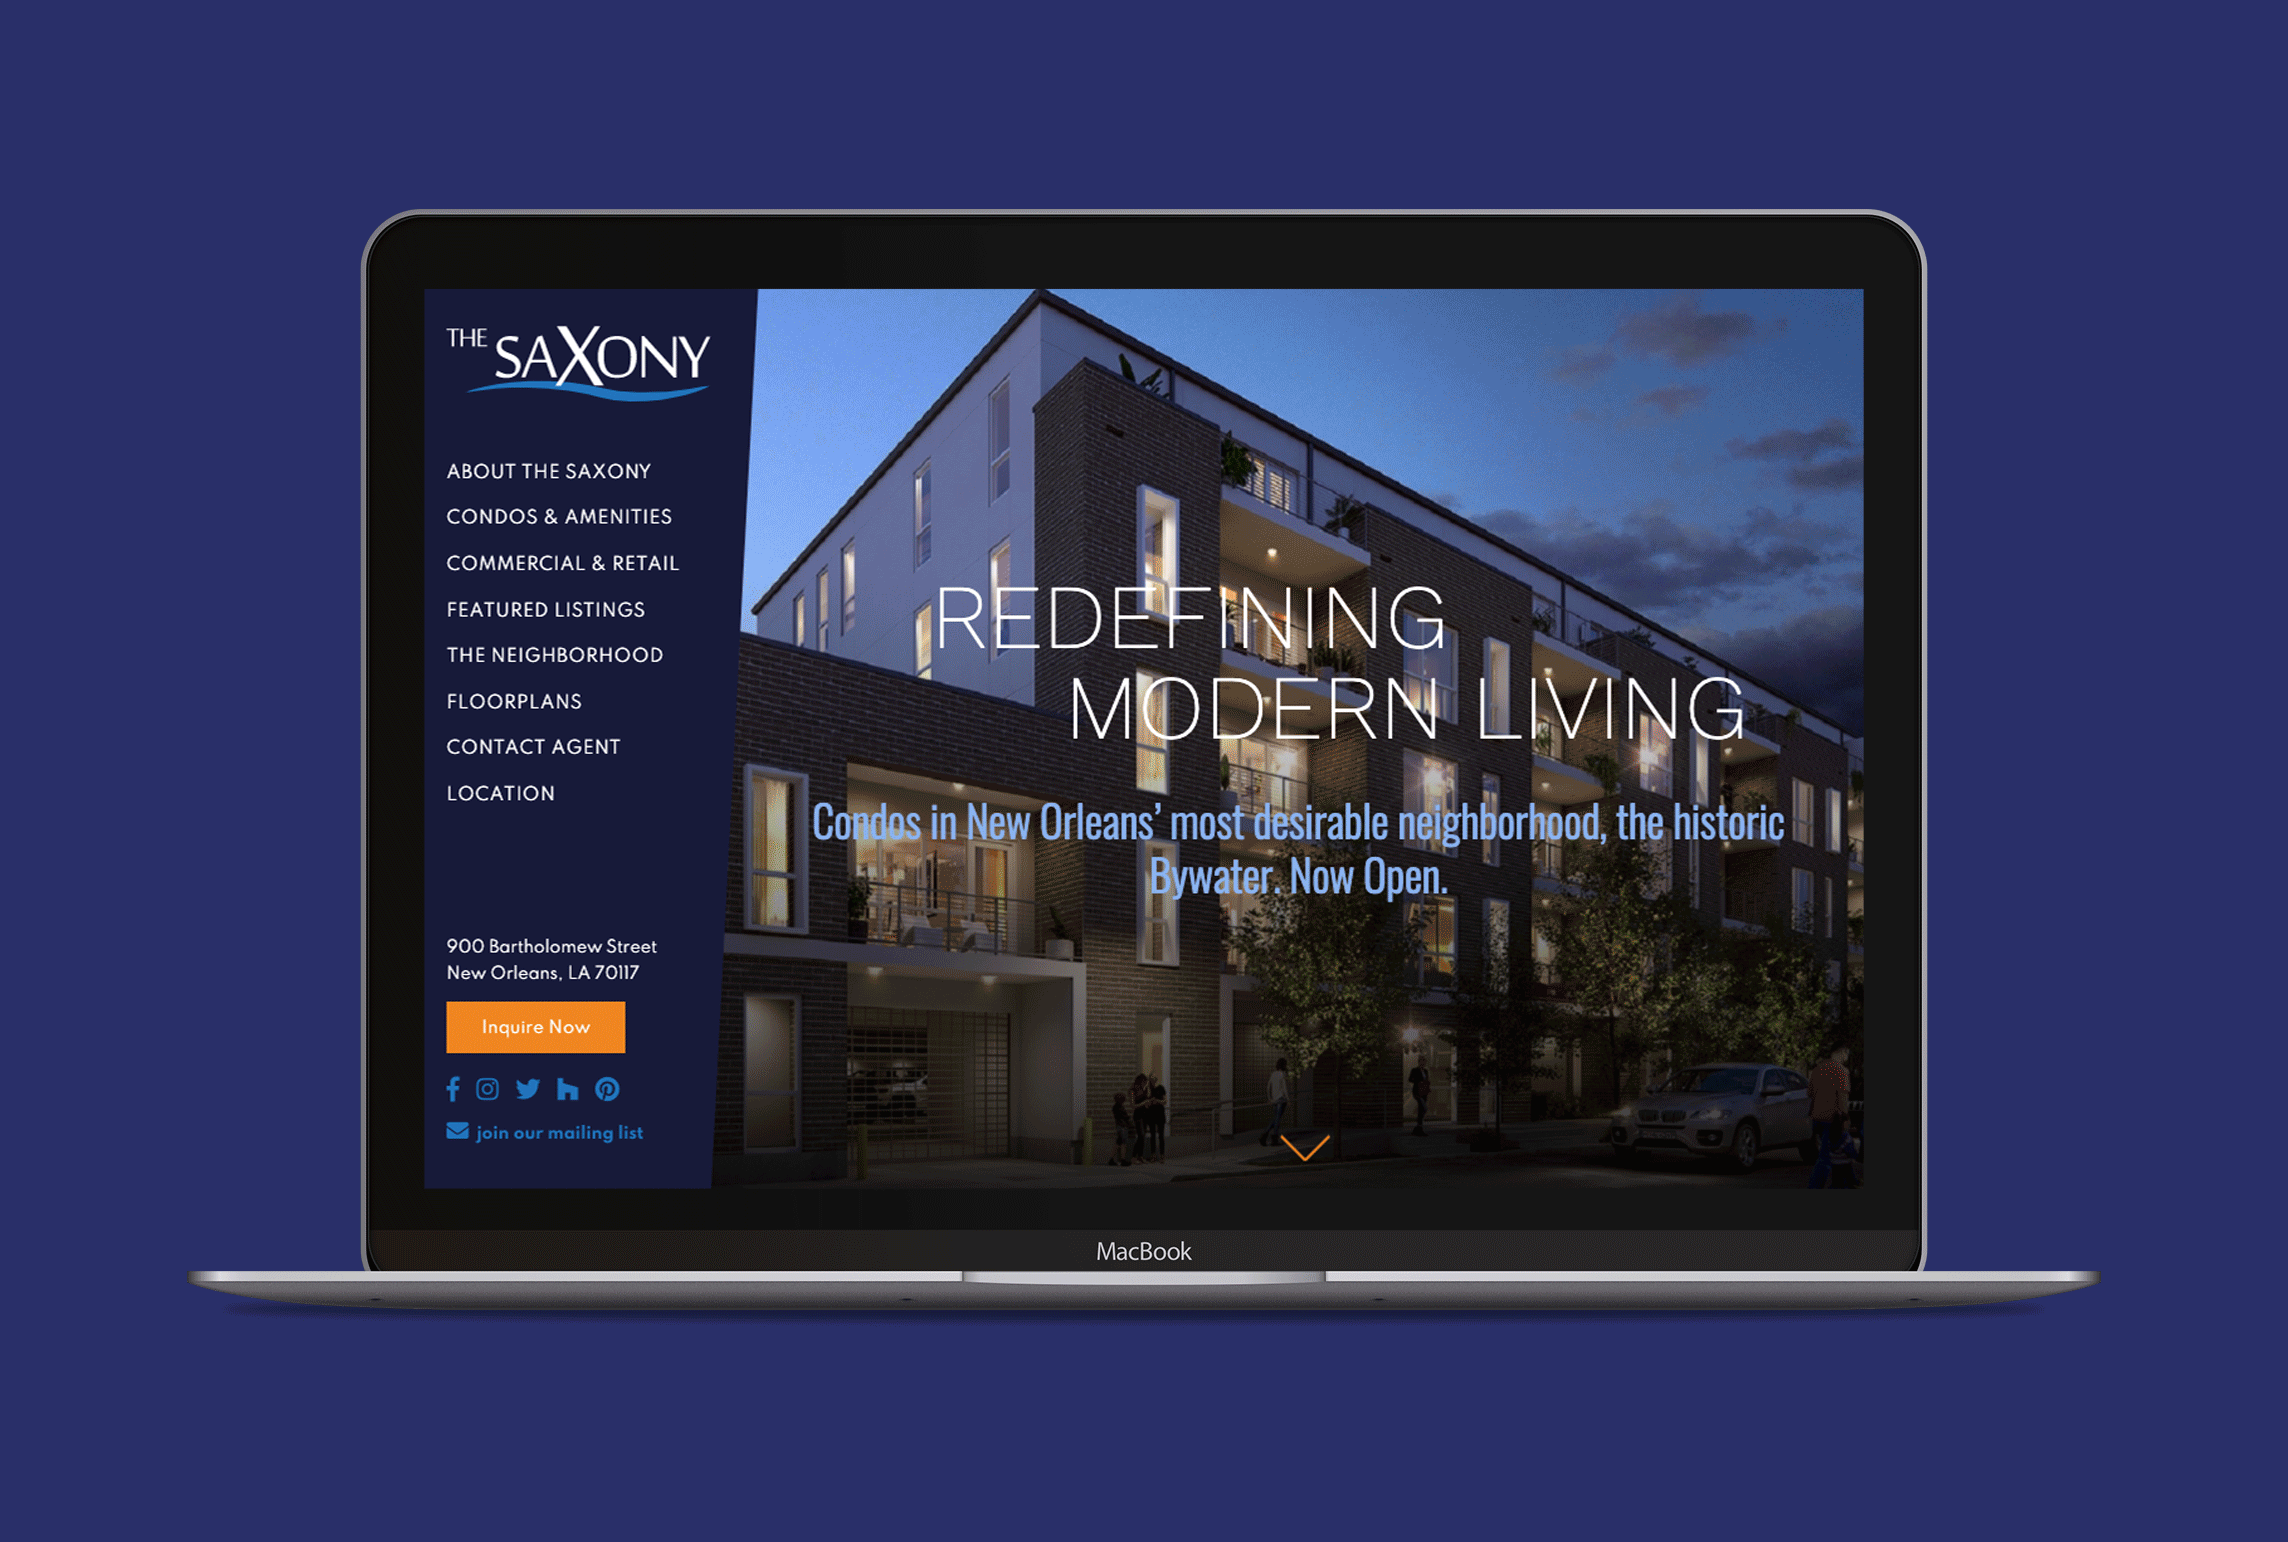 THE SAXONY
ABOUT THE SAXONY
CONDOS & AMENITIES
COMMERCIAL & RETAIL
FEATURED LISTINGS
THE NEIGHBORHOOD
FLOORPLANS
CONTACT AGENT
LOCATION
900 Bartholomew Street
New Orleans, LA 70117
Inquire Now
join our mailing list
REDEFINING
MODERN LIVING
Condos in New Orleans’ most desirable neighborhood, the historic
Bywater. Now Open.
MacBook